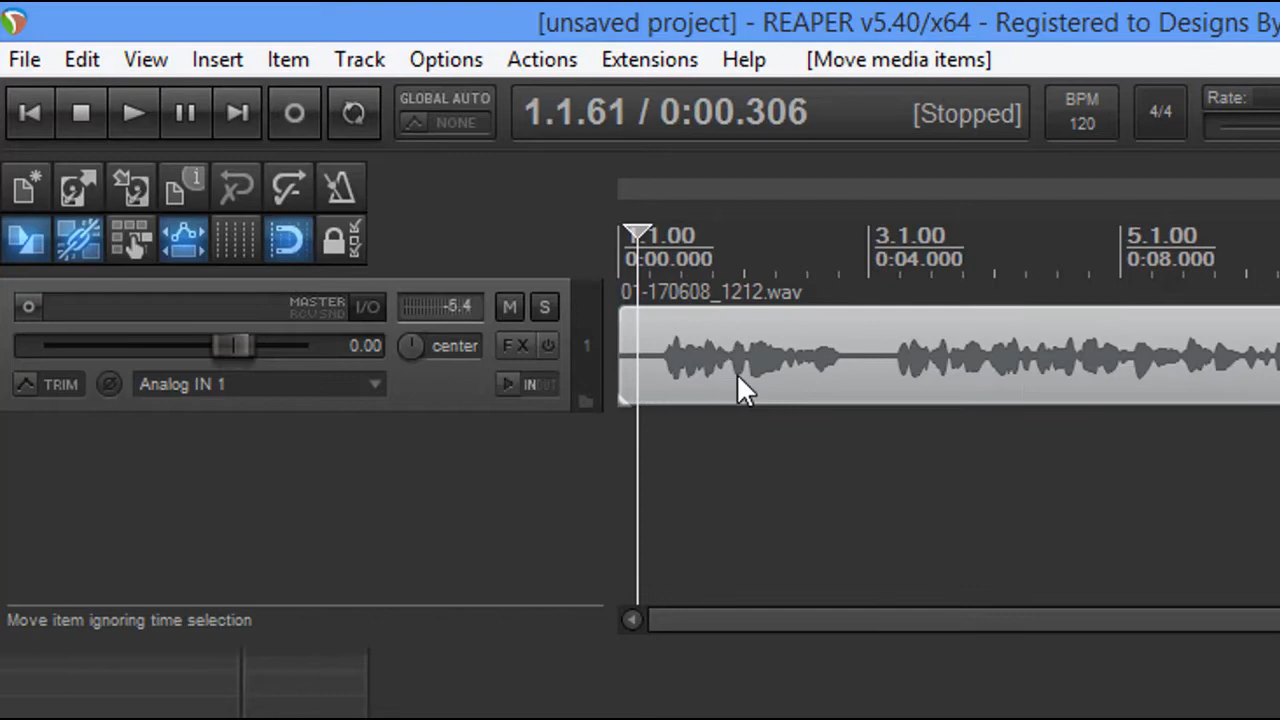 [unsaved project] - REAPER v5.40/x64 - Registered to Designs By
File Edit View Insert Item Track Options Actions Extensions Help [Move media items]
GLOBAL AUTO
NONE
1.1.61 / 0:00.306 [Stopped]
BPM
120
4/4
Rate:
i
1.1.00 3.1.00 5.1.00
0:00.000 0:04.000 0:08.000
01-170608_1212.wav
MASTER
RCV SND
I/O
-5.4
M S
0.00
center
FX
1
TRIM
Analog IN 1
IN
Move item ignoring time selection